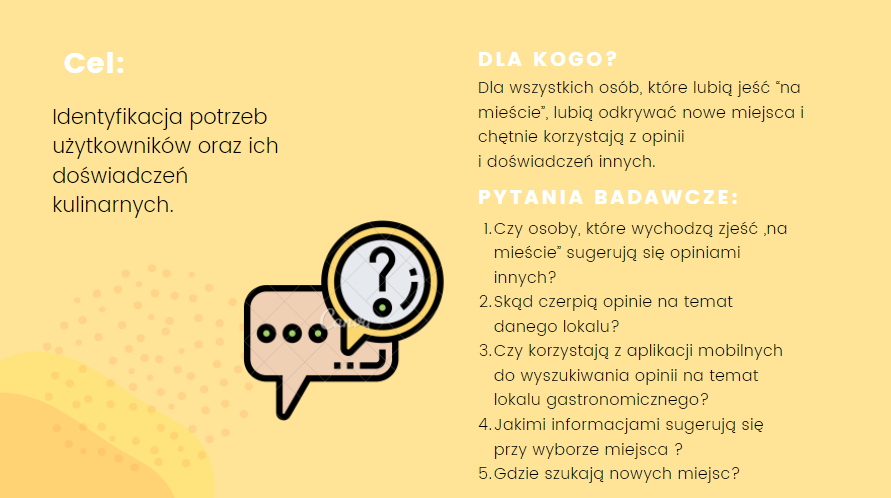 Cel:
Identyfikacja potrzeb
użytkowników oraz ich
doświadczeń
kulinarnych.
DLA KOGO?
Dla wszystkich osób, które lubią jeść “na
mieście”, lubią odkrywać nowe miejsca i
chętnie korzystają z opinii
i doświadczeń innych.
PYTANIA BADAWCZE:
1. Czy osoby, które wychodzą zjeść ,na
mieście” sugerują się opiniami
innych?
2. Skąd czerpią opinie na temat
danego lokalu?
3. Czy korzystają z aplikacji mobilnych
do wyszukiwania opinii na temat
lokalu gastronomicznego?
4. Jakimi informacjami sugerują się
przy wyborze miejsca ?
5. Gdzie szukają nowych miejsc?
Canva